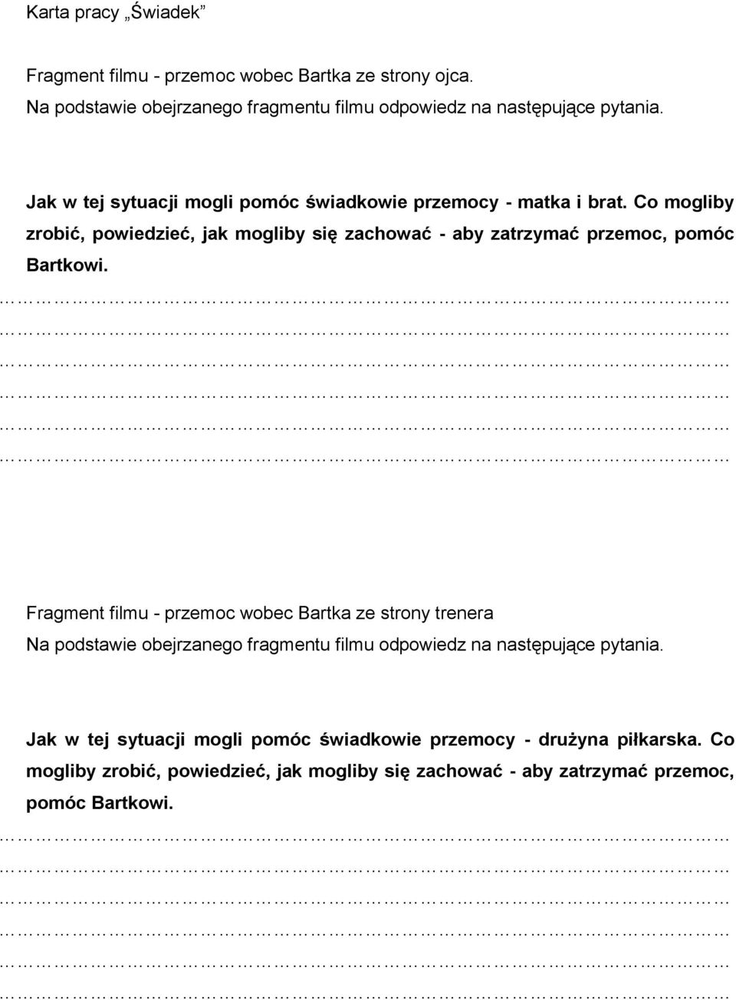 Karta pracy „Świadek”
Fragment filmu - przemoc wobec Bartka ze strony ojca.
Na podstawie obejrzanego fragmentu filmu odpowiedz na następujące pytania.
Jak w tej sytuacji mogli pomóc świadkowie przemocy - matka i brat. Co mogliby
zrobić, powiedzieć, jak mogliby się zachować - aby zatrzymać przemoc, pomóc
Bartkowi.
………………………………………………………………………………………………………………
………………………………………………………………………………………………………………
………………………………………………………………………………………………………………
………………………………………………………………………………………………………………
………………………………………………………………………………………………………………
………………………………………………………………………………………………………………
Fragment filmu - przemoc wobec Bartka ze strony trenera
Na podstawie obejrzanego fragmentu filmu odpowiedz na następujące pytania.
Jak w tej sytuacji mogli pomóc świadkowie przemocy - drużyna piłkarska. Co
mogliby zrobić, powiedzieć, jak mogliby się zachować - aby zatrzymać przemoc,
pomóc Bartkowi.
………………………………………………………………………………………………………………
………………………………………………………………………………………………………………
………………………………………………………………………………………………………………
………………………………………………………………………………………………………………
………………………………………………………………………………………………………………
………………………………………………………………………………………………………………